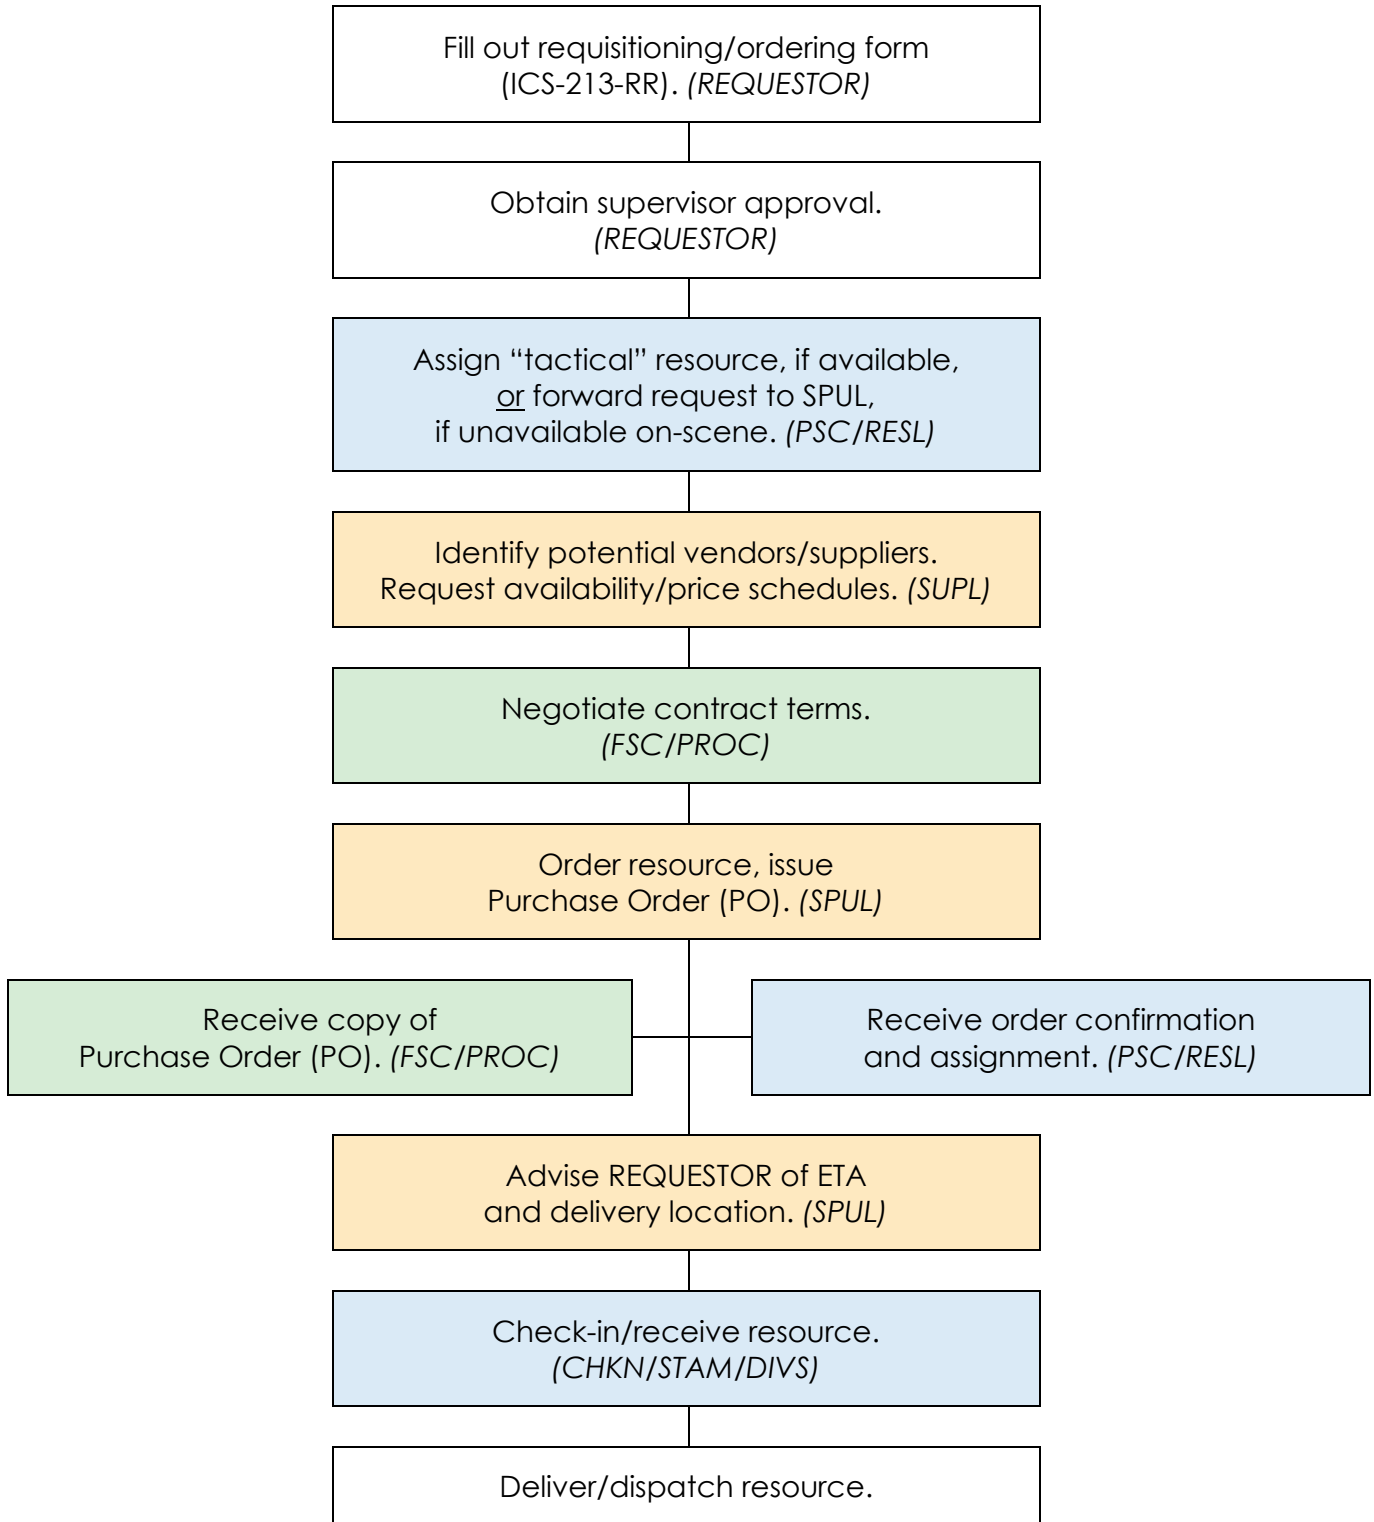 Fill out requisitioning/ordering form
(ICS-213-RR). (REQUESTOR)
Obtain supervisor approval.
(REQUESTOR)
Assign “tactical” resource, if available,
or forward request to SPUL,
if unavailable on-scene. (PSC/RESL)
Identify potential vendors/suppliers.
Request availability/price schedules. (SUPL)
Negotiate contract terms.
(FSC/PROC)
Order resource, issue
Purchase Order (PO). (SPUL)
Receive copy of
Purchase Order (PO). (FSC/PROC)
Receive order confirmation
and assignment. (PSC/RESL)
Advise REQUESTOR of ETA
and delivery location. (SPUL)
Check-in/receive resource.
(CHKN/STAM/DIVS)
Deliver/dispatch resource.